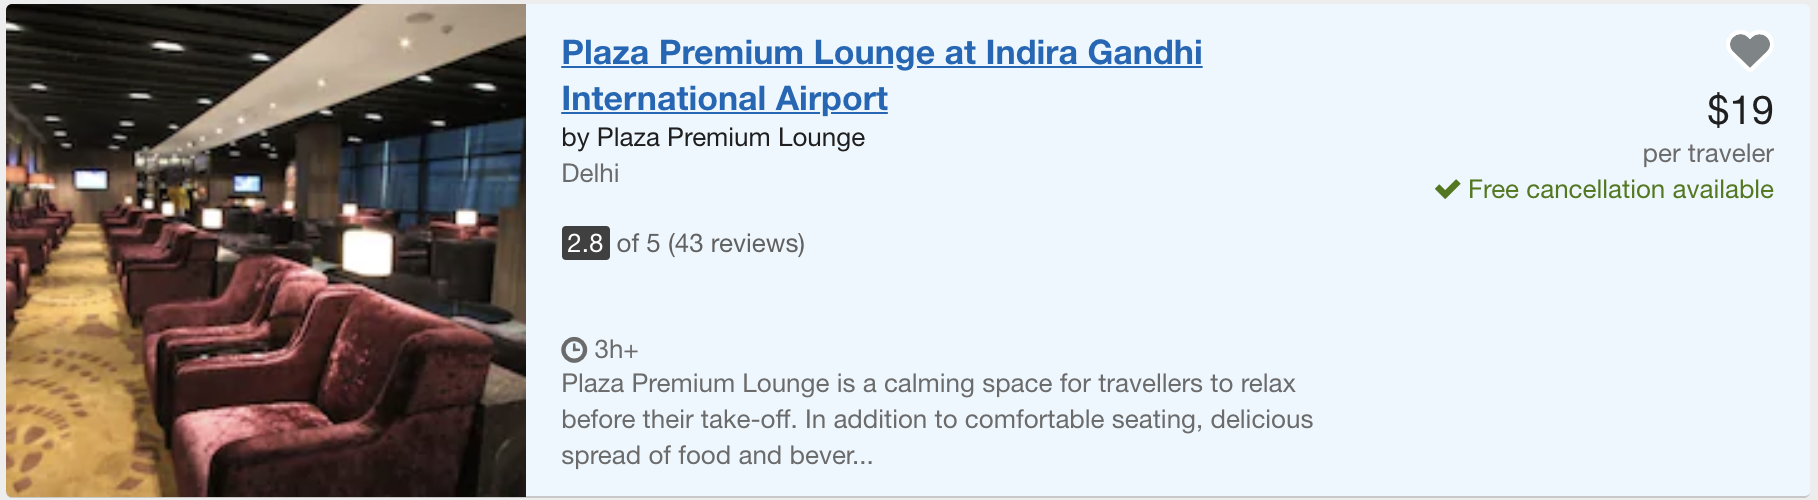 Plaza Premium Lounge at Indira Gandhi
International Airport
by Plaza Premium Lounge
Delhi
2.8 of 5 (43 reviews)
3h+
Plaza Premium Lounge is a calming space for travellers to relax
before their take-off. In addition to comfortable seating, delicious
spread of food and bever...
$19
per traveler
Free cancellation available